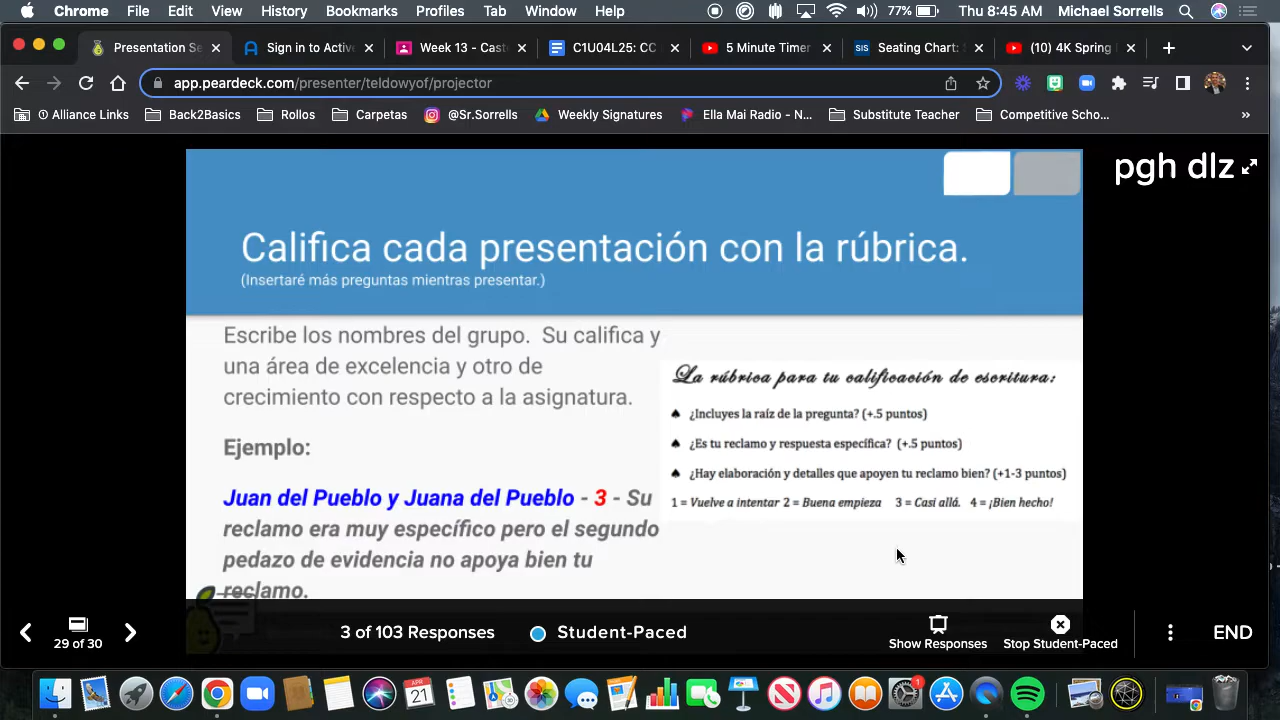 Chrome File Edit View History Bookmarks Profiles Tab Window Help 77% Thu 8:45 AM Michael Sorrells
Presentation Se Sign in to Active Week 13 - Cast C1U04L25: CC 5 Minute Timer SIS Seating Chart: (10) 4K Spring
app.peardeck.com/presenter/teldowyof/projector
Alliance Links Back2Basics Rollos Carpetas @Sr.Sorrells Weekly Signatures Ella Mai Radio - N... Substitute Teacher Competitive Scho... »
pgh dlz
Califica cada presentación con la rúbrica.
(Insertaré más preguntas mientras presentar.)
Escribe los nombres del grupo. Su califica y
una área de excelencia y otro de
crecimiento con respecto a la asignatura.
Ejemplo:
Juan del Pueblo y Juana del Pueblo - 3 - Su
reclamo era muy específico pero el segundo
pedazo de evidencia no apoya bien tu
reclamo.
La rúbrica para tu calificación de escritura:
♠ ¿Incluyes la raíz de la pregunta? (+.5 puntos)
♠ ¿Es tu reclamo y respuesta específica? (+.5 puntos)
♠ ¿Hay elaboración y detalles que apoyen tu reclamo bien? (+1-3 puntos)
1 = Vuelve a intentar 2 = Buena empieza 3 = Casi allá. 4 = ¡Bien hecho!
29 of 30
3 of 103 Responses
Student-Paced
Show Responses
Stop Student-Paced
END
APR
21
1